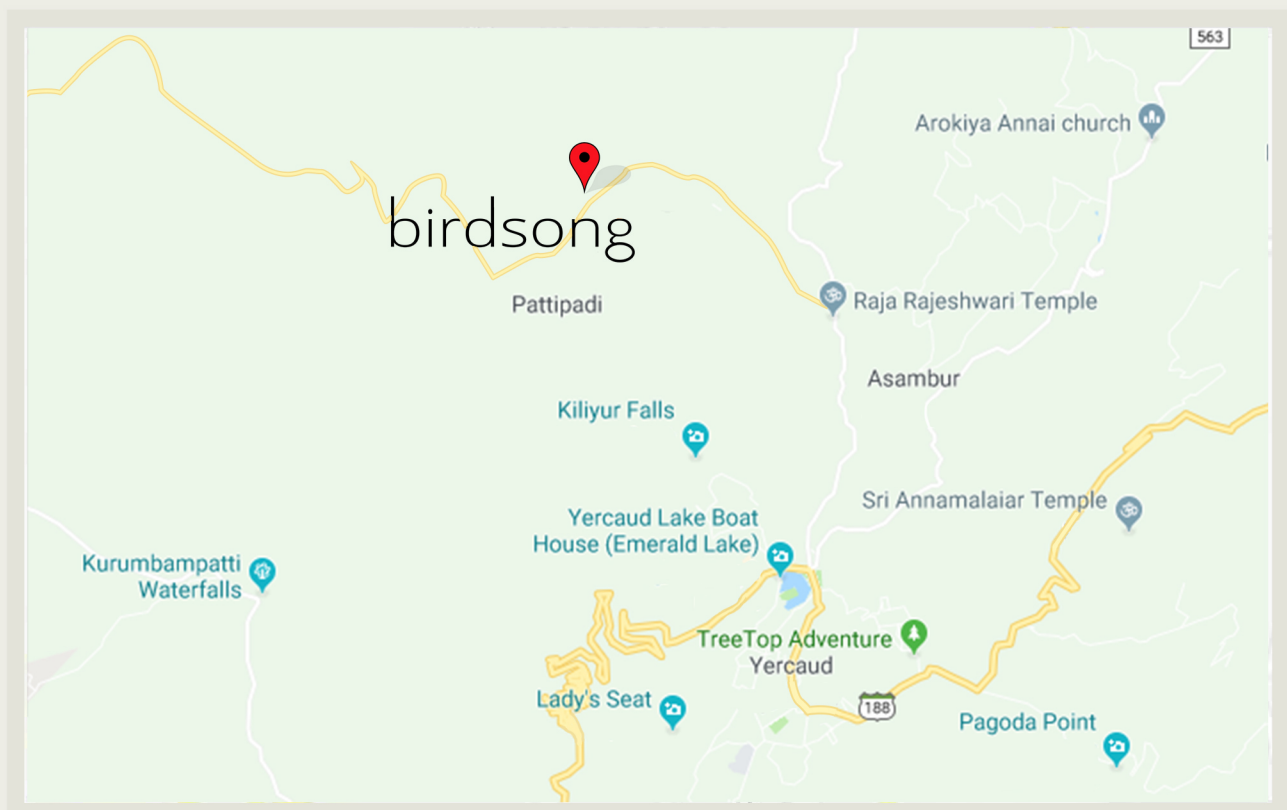 563
Arokiya Annai church
birdsong
Pattipadi
Raja Rajeshwari Temple
Asambur
Kiliyur Falls
Sri Annamalaiar Temple
Yercaud Lake Boat
House (Emerald Lake)
Kurumbampatti
Waterfalls
TreeTop Adventure
Yercaud
Lady's Seat
188
Pagoda Point